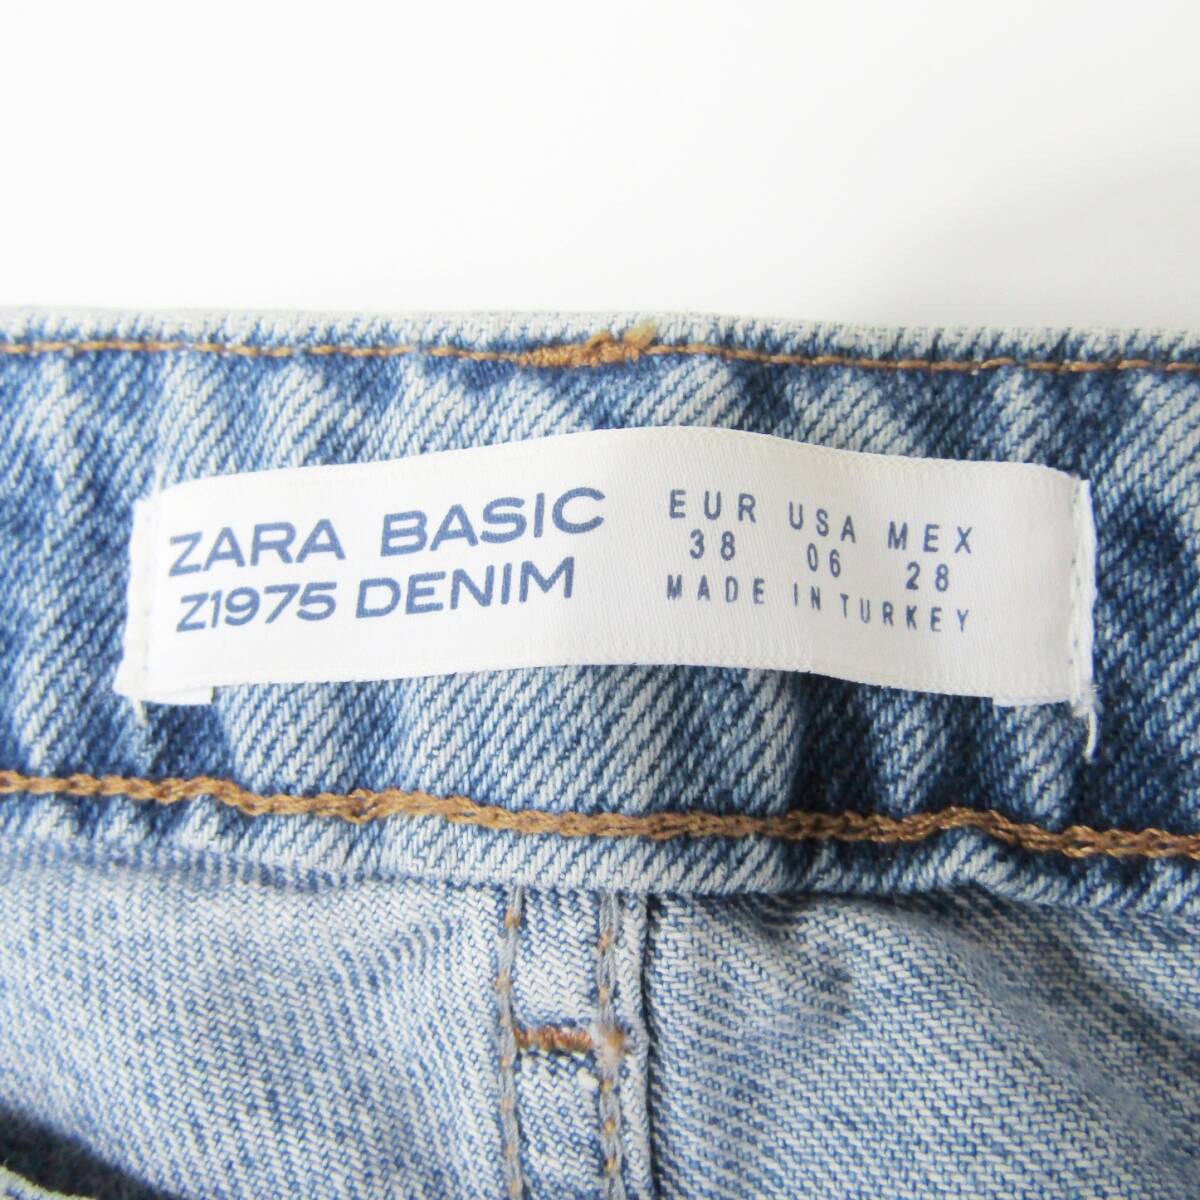 ZARA BASIC
Z1975 DENIM
EUR USA MEX
38 06 28
MADE IN TURKEY